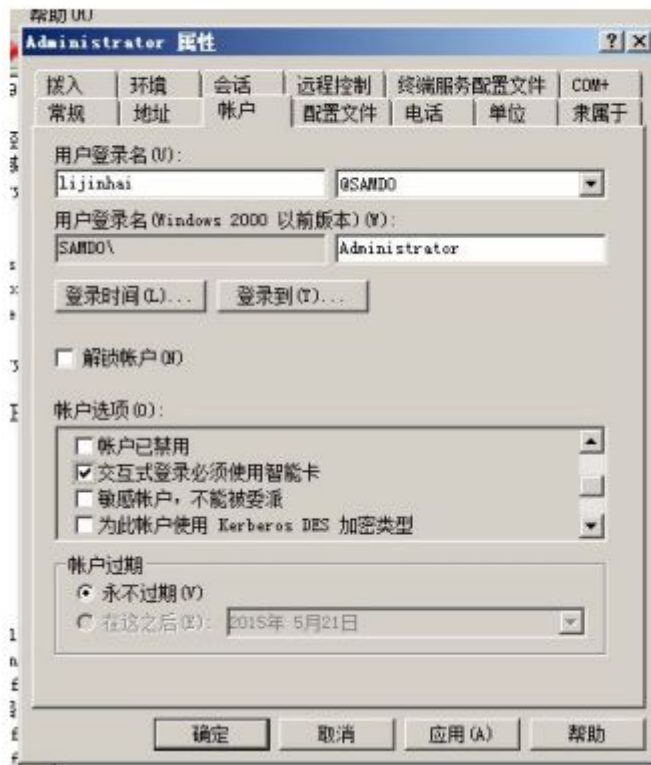 帮助(H)
Administrator 属性
拨入 环境 会话 远程控制 终端服务配置文件 COM+
常规 地址 帐户 配置文件 电话 单位 隶属于
用户登录名(U):
lijinhai @SAMDO
用户登录名(Windows 2000 以前版本)(W):
SAMDO\ Administrator
登录时间(L)... 登录到(T)...
解锁帐户(N)
帐户选项(O):
帐户已禁用
交互式登录必须使用智能卡
敏感帐户，不能被委派
为此帐户使用 Kerberos DES 加密类型
帐户过期
永不过期(V)
在这之后(E): 2015年 5月21日
确定 取消 应用(A) 帮助